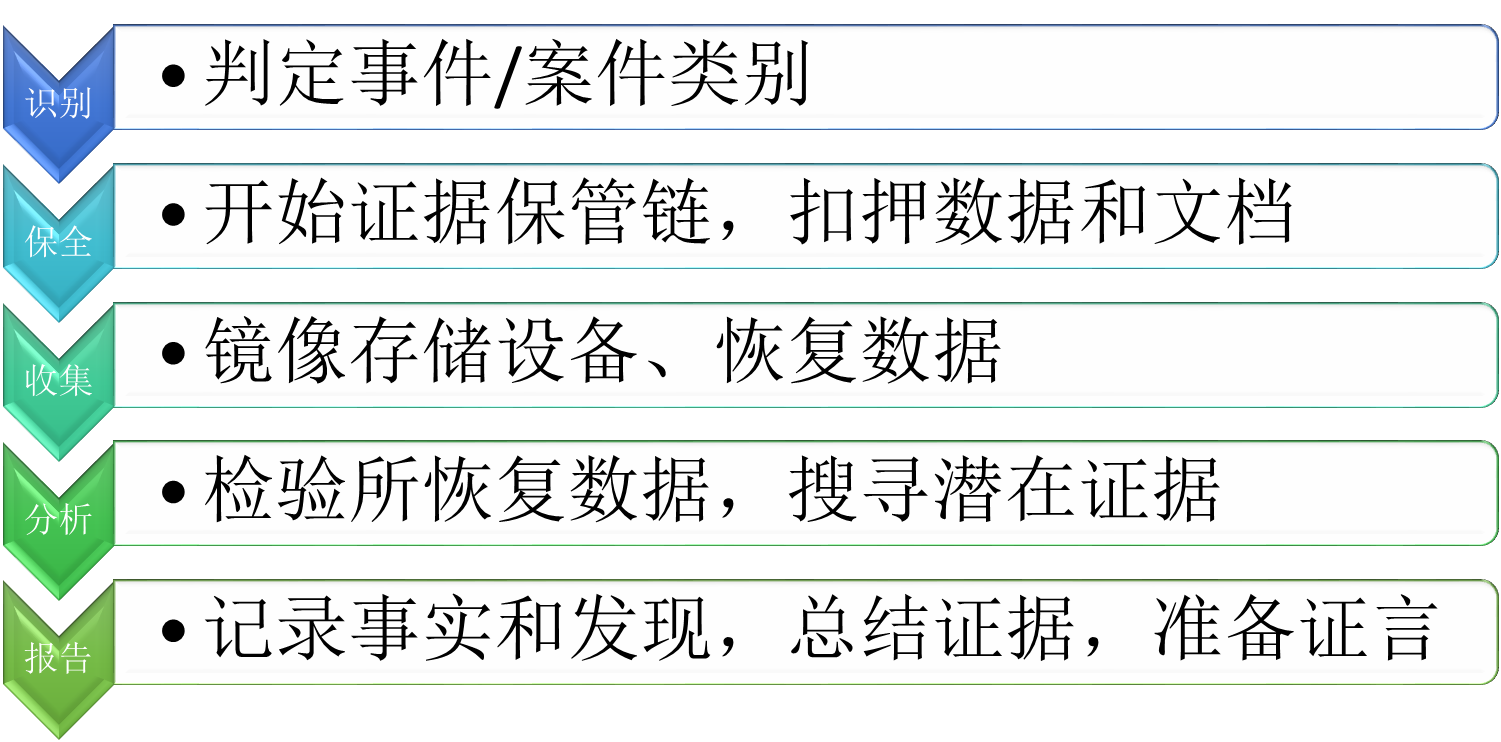 识别
• 判定事件/案件类别
保全
• 开始证据保管链，扣押数据和文档
收集
• 镜像存储设备、恢复数据
分析
• 检验所恢复数据，搜寻潜在证据
报告
• 记录事实和发现，总结证据，准备证言